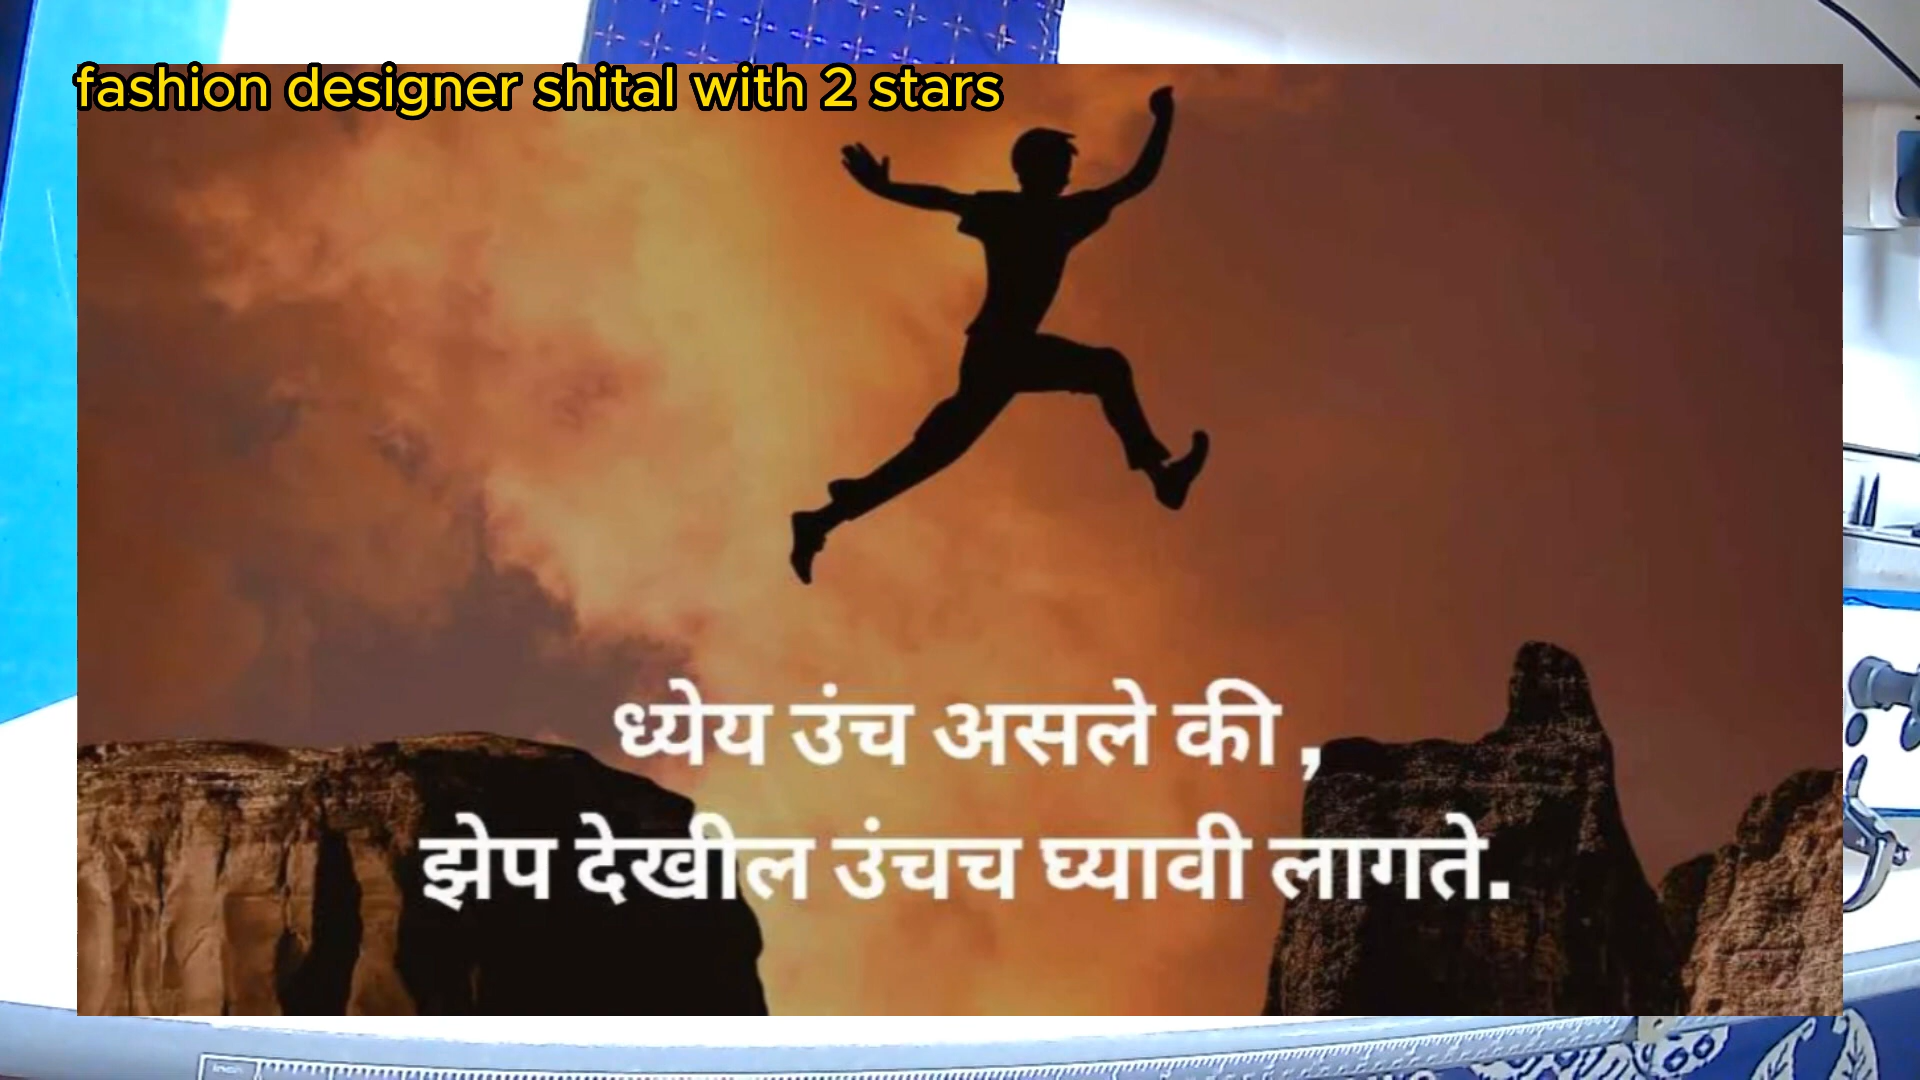 fashion designer shital with 2 stars
ध्येय उंच असले की ,
झेप देखील उंचच घ्यावी लागते.